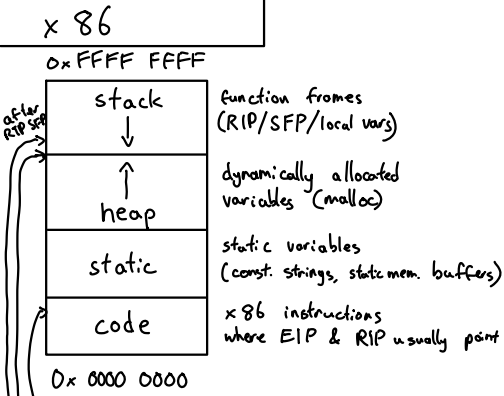 x 86
0x FFFF FFFF
after
RIP SFP
stack
function frames
(RIP/SFP/local vars)
heap
dynamically allocated
variables (malloc)
static
static variables
(const. strings, static mem. buffers)
code
x86 instructions
where EIP & RIP usually point
0x 0000 0000